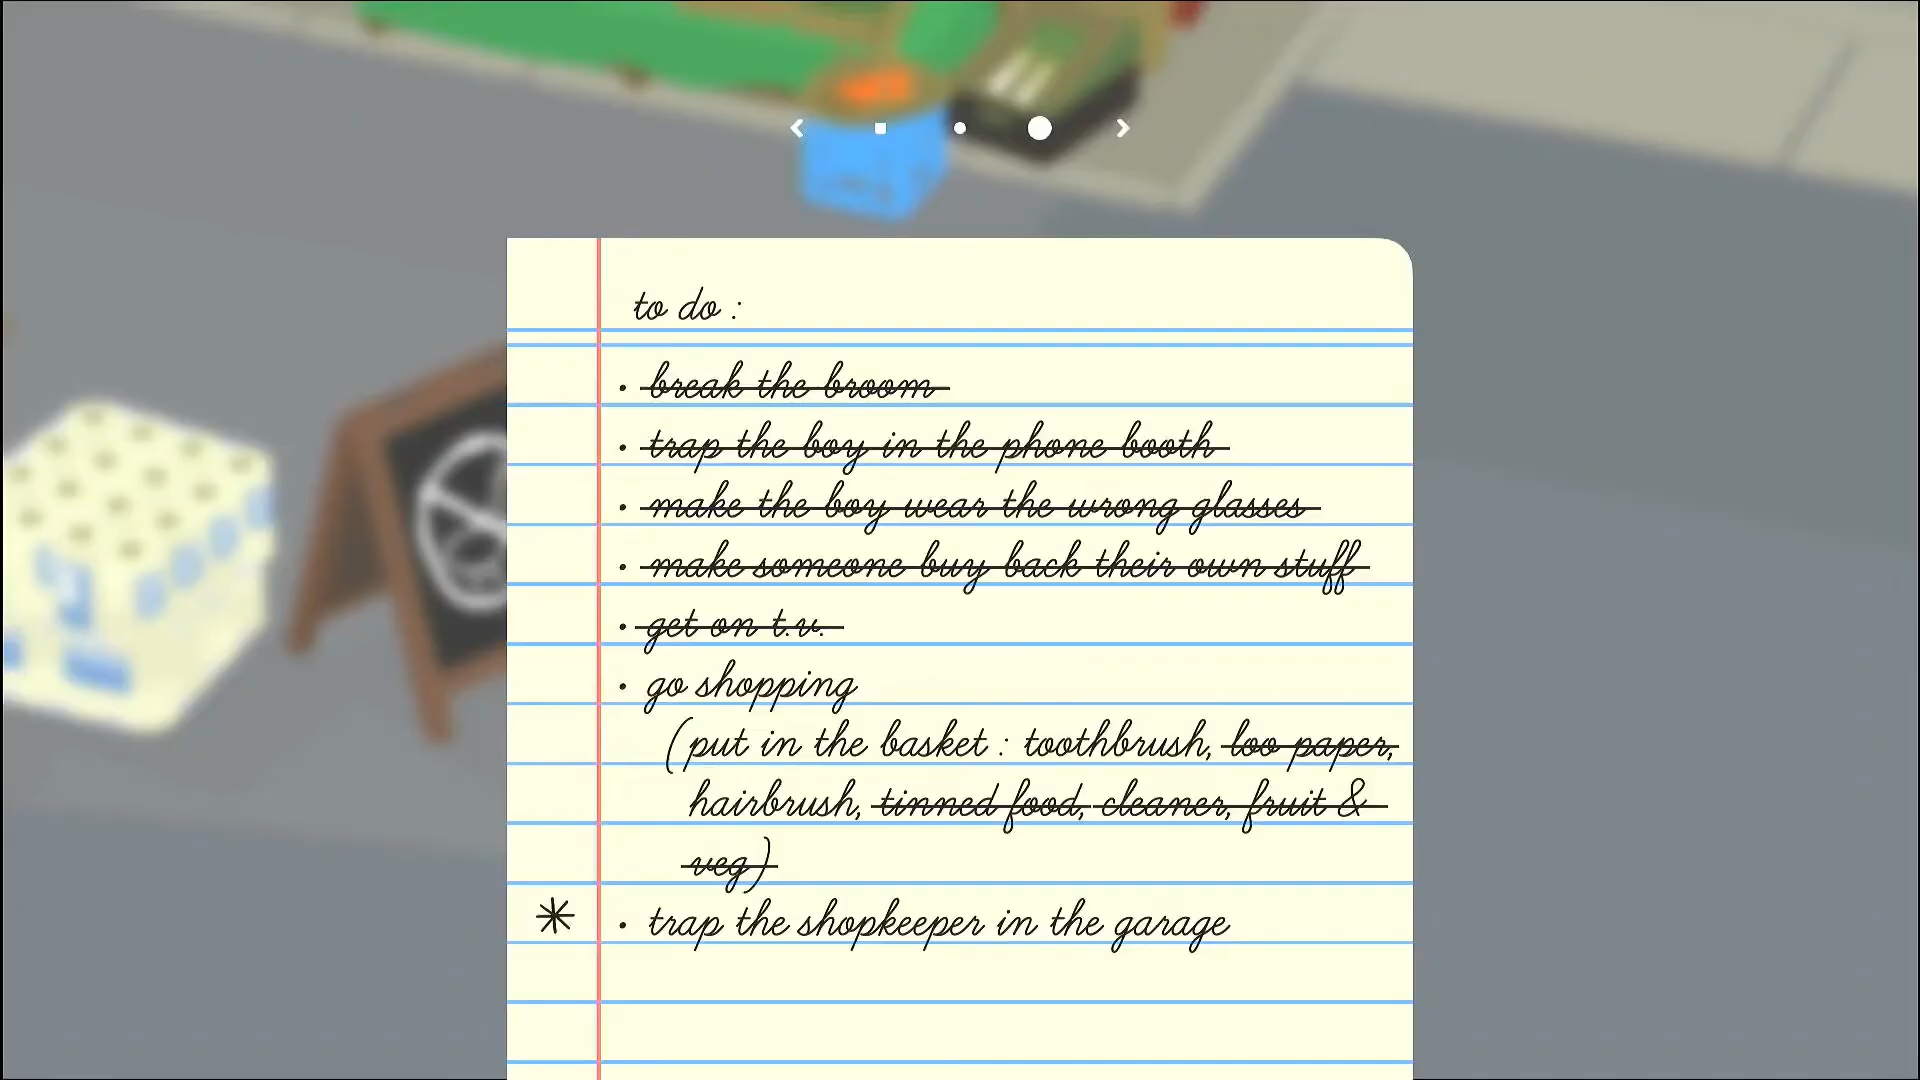 to do :
• break the broom
• trap the boy in the phone booth
• make the boy wear the wrong glasses
• make someone buy back their own stuff
• get on t.v.
• go shopping
(put in the basket : toothbrush, loo paper,
hairbrush, tinned food, cleaner, fruit &
veg)
* • trap the shopkeeper in the garage